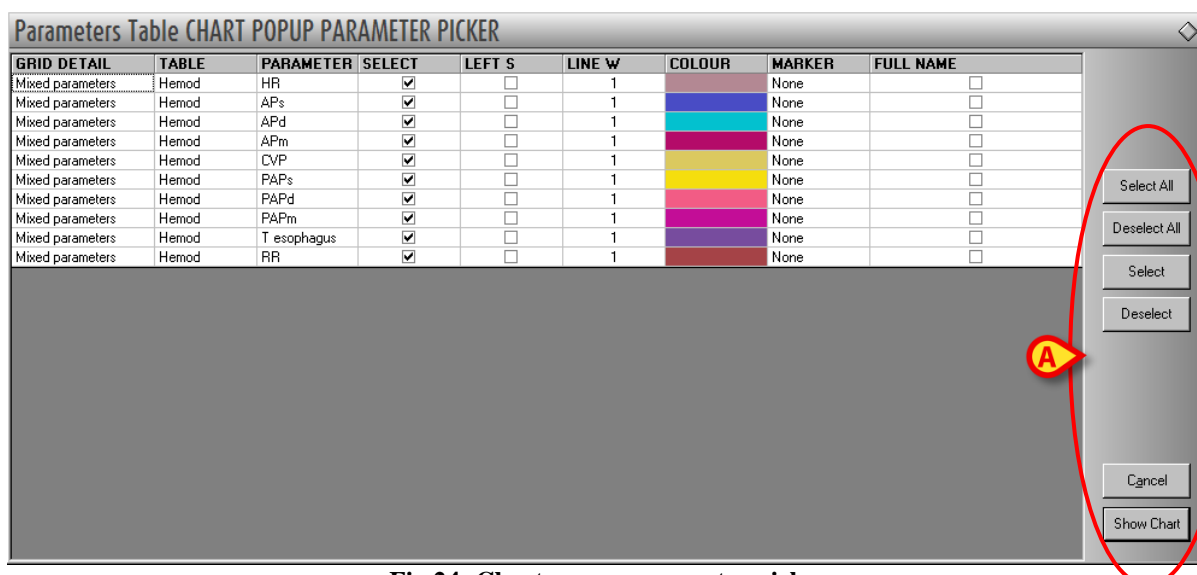 Parameters Table CHART POPUP PARAMETER PICKER
GRID DETAIL TABLE PARAMETER SELECT LEFT S LINE W COLOUR MARKER FULL NAME
Mixed parameters Hemod HR 1 None
Mixed parameters Hemod APs 1 None
Mixed parameters Hemod APd 1 None
Mixed parameters Hemod APm 1 None
Mixed parameters Hemod CVP 1 None
Mixed parameters Hemod PAPs 1 None
Mixed parameters Hemod PAPd 1 None
Mixed parameters Hemod PAPm 1 None
Mixed parameters Hemod T esophagus 1 None
Mixed parameters Hemod RR 1 None
Select All
Deselect All
Select
Deselect
A
Cancel
Show Chart